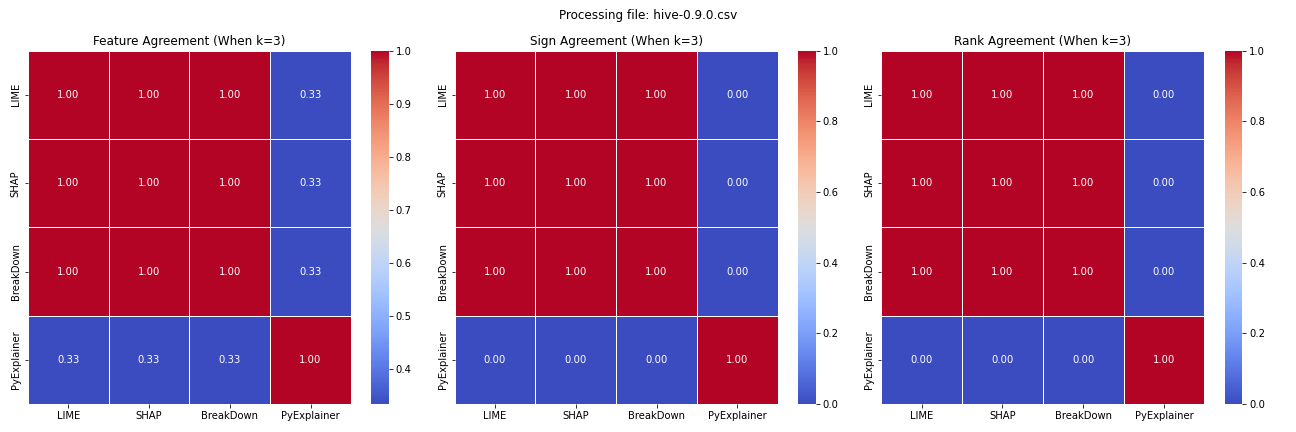 Processing file: hive-0.9.0.csv
Feature Agreement (When k=3)
LIME
SHAP
BreakDown
PyExplainer
1.00 1.00 1.00 0.33
1.00 1.00 1.00 0.33
1.00 1.00 1.00 0.33
0.33 0.33 0.33 1.00
LIME SHAP BreakDown PyExplainer
1.0
0.9
0.8
0.7
0.6
0.5
0.4
Sign Agreement (When k=3)
LIME
SHAP
BreakDown
PyExplainer
1.00 1.00 1.00 0.00
1.00 1.00 1.00 0.00
1.00 1.00 1.00 0.00
0.00 0.00 0.00 1.00
LIME SHAP BreakDown PyExplainer
1.0
0.8
0.6
0.4
0.2
0.0
Rank Agreement (When k=3)
LIME
SHAP
BreakDown
PyExplainer
1.00 1.00 1.00 0.00
1.00 1.00 1.00 0.00
1.00 1.00 1.00 0.00
0.00 0.00 0.00 1.00
LIME SHAP BreakDown PyExplainer
1.0
0.8
0.6
0.4
0.2
0.0